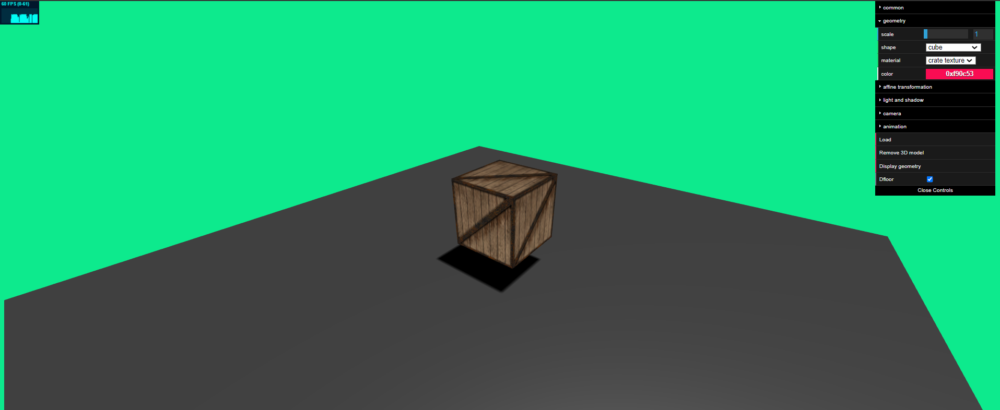 60 FPS (0-61)
common
geometry
scale 1
shape cube
material crate texture
color 0xf90c53
affine transformation
light and shadow
camera
animation
Load
Remove 3D model
Display geometry
Dfloor
Close Controls